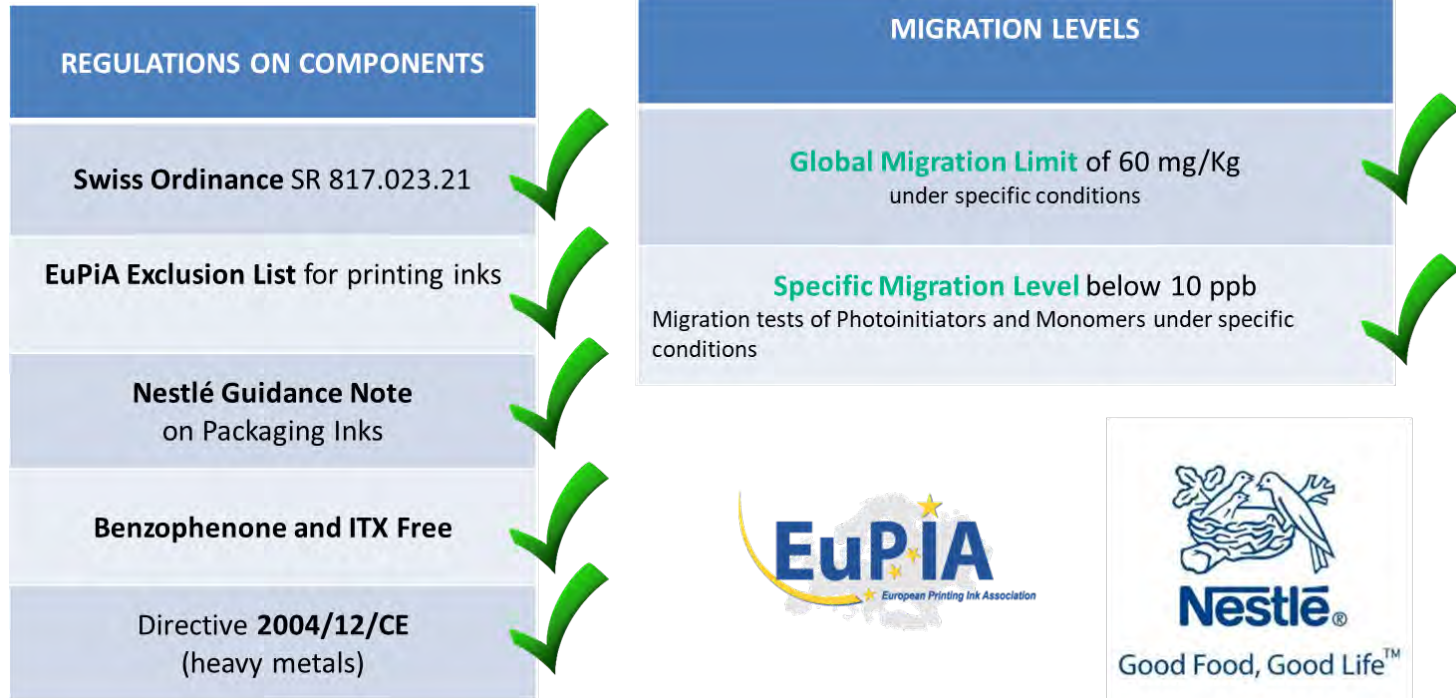 REGULATIONS ON COMPONENTS
Swiss Ordinance SR 817.023.21
EuPiA Exclusion List for printing inks
Nestlé Guidance Note
on Packaging Inks
Benzophenone and ITX Free
Directive 2004/12/CE
(heavy metals)
MIGRATION LEVELS
Global Migration Limit of 60 mg/Kg
under specific conditions
Specific Migration Level below 10 ppb
Migration tests of Photoinitiators and Monomers under specific
conditions
EuPIA
European Printing Ink Association
Nestlé®
Good Food, Good Life™